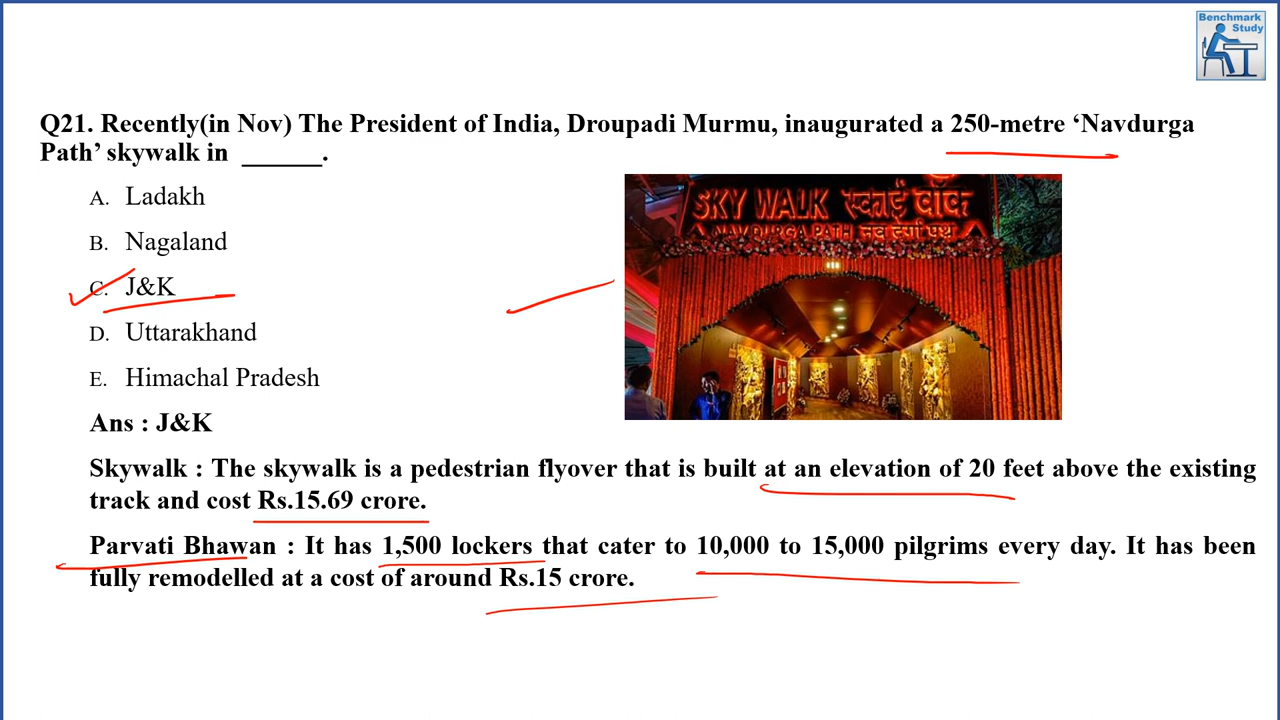 Benchmark
Study
Q21. Recently(in Nov) The President of India, Droupadi Murmu, inaugurated a 250-metre ‘Navdurga
Path’ skywalk in ______.
A. Ladakh
B. Nagaland
C. J&K
D. Uttarakhand
E. Himachal Pradesh
SKY WALK स्काई वॉक
NAV DURGA PATH नव दुर्गा पथ
Ans : J&K
Skywalk : The skywalk is a pedestrian flyover that is built at an elevation of 20 feet above the existing
track and cost Rs.15.69 crore.
Parvati Bhawan : It has 1,500 lockers that cater to 10,000 to 15,000 pilgrims every day. It has been
fully remodelled at a cost of around Rs.15 crore.